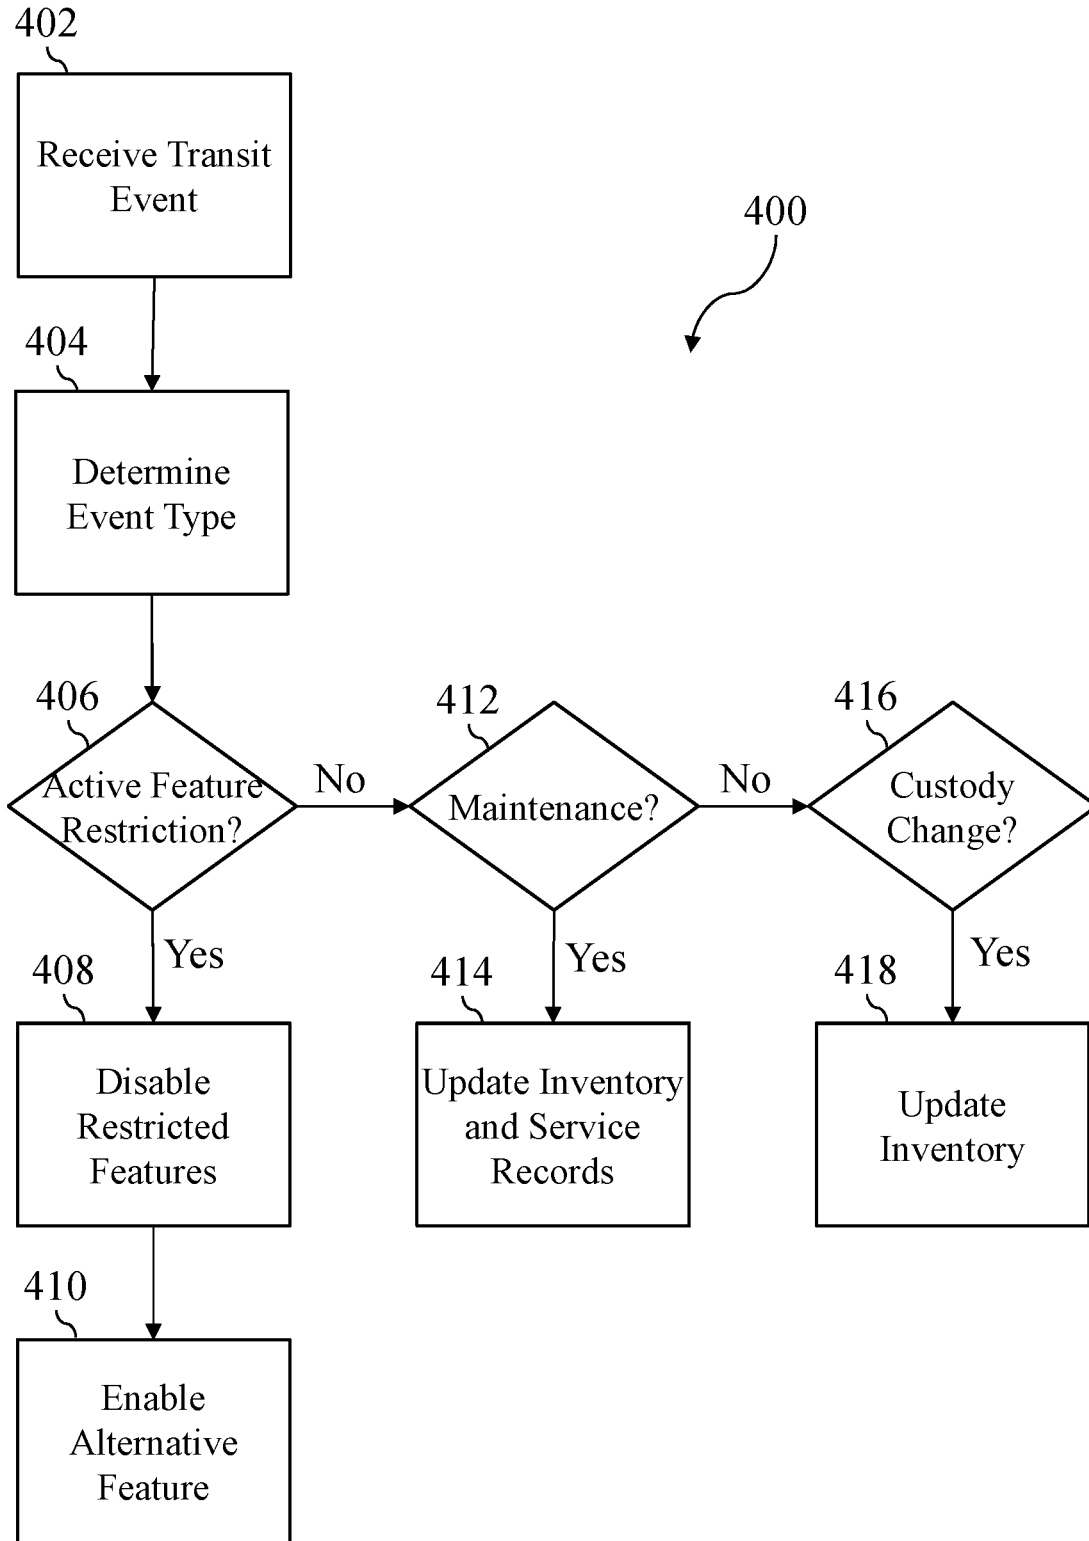 402
Receive Transit
Event
400
404
Determine
Event Type
406
Active Feature
Restriction?
No
412
Maintenance?
No
416
Custody
Change?
Yes
Yes
Yes
408
Disable
Restricted
Features
414
Update Inventory
and Service
Records
418
Update
Inventory
410
Enable
Alternative
Feature